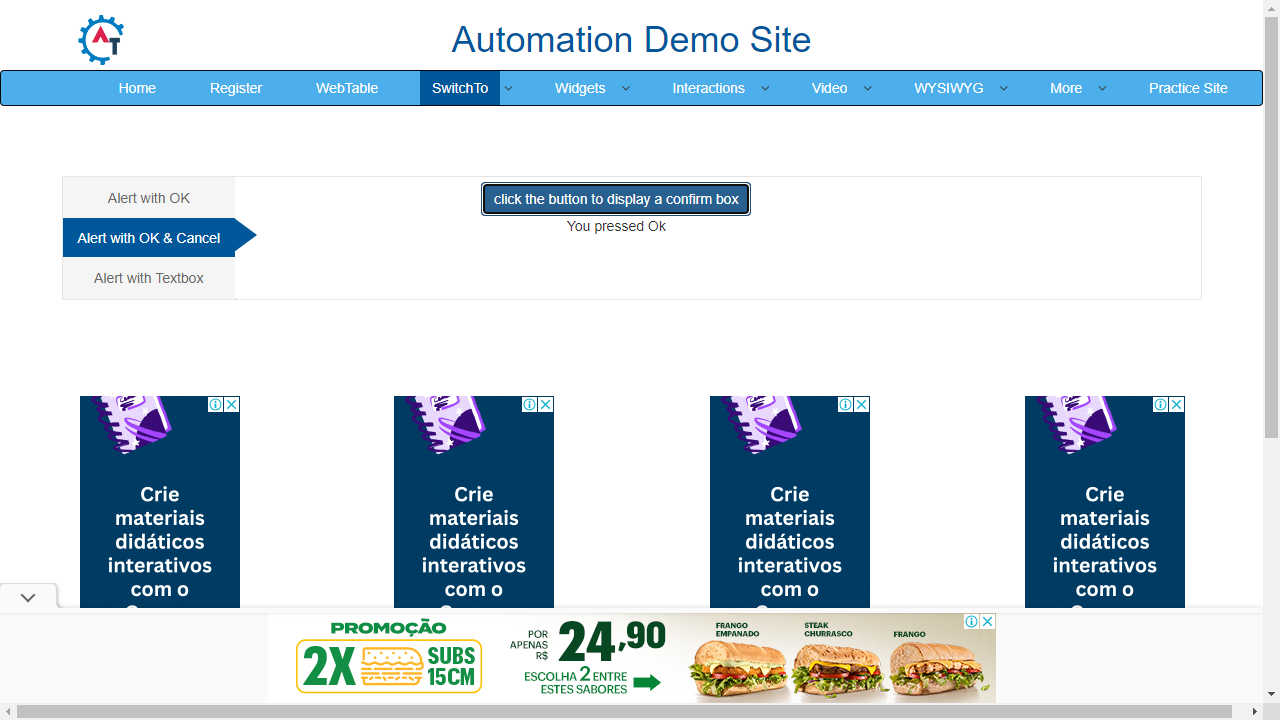 AT
Automation Demo Site
Home Register WebTable SwitchTo Widgets Interactions Video WYSIWYG More Practice Site
Alert with OK
click the button to display a confirm box
You pressed Ok
Alert with OK & Cancel
Alert with Textbox
Crie
materiais
didáticos
interativos
com o
Crie
materiais
didáticos
interativos
com o
Crie
materiais
didáticos
interativos
com o
Crie
materiais
didáticos
interativos
com o
PROMOÇÃO
2X SUBS
15CM
POR
APENAS
R$
24,90
ESCOLHA 2 ENTRE
ESTES SABORES
FRANGO
EMPANADO
STEAK
CHURRASCO
FRANGO